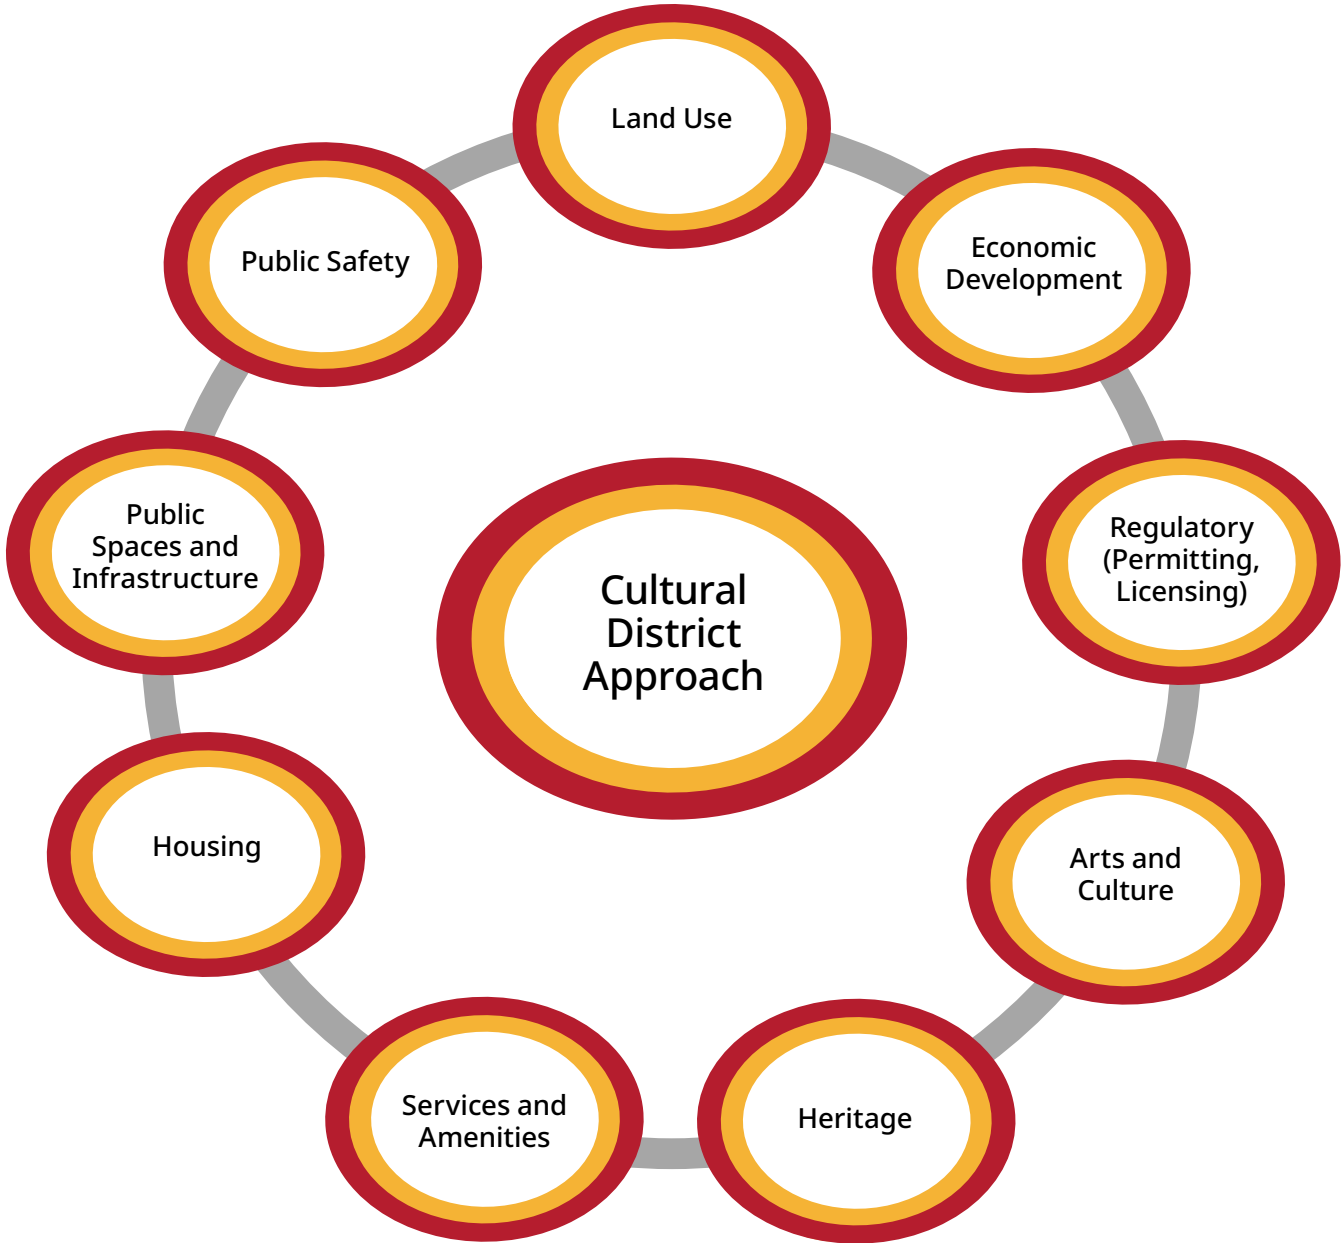 Land Use
Economic
Development
Regulatory
(Permitting,
Licensing)
Arts and
Culture
Heritage
Services and
Amenities
Housing
Public
Spaces and
Infrastructure
Public Safety
Cultural
District
Approach